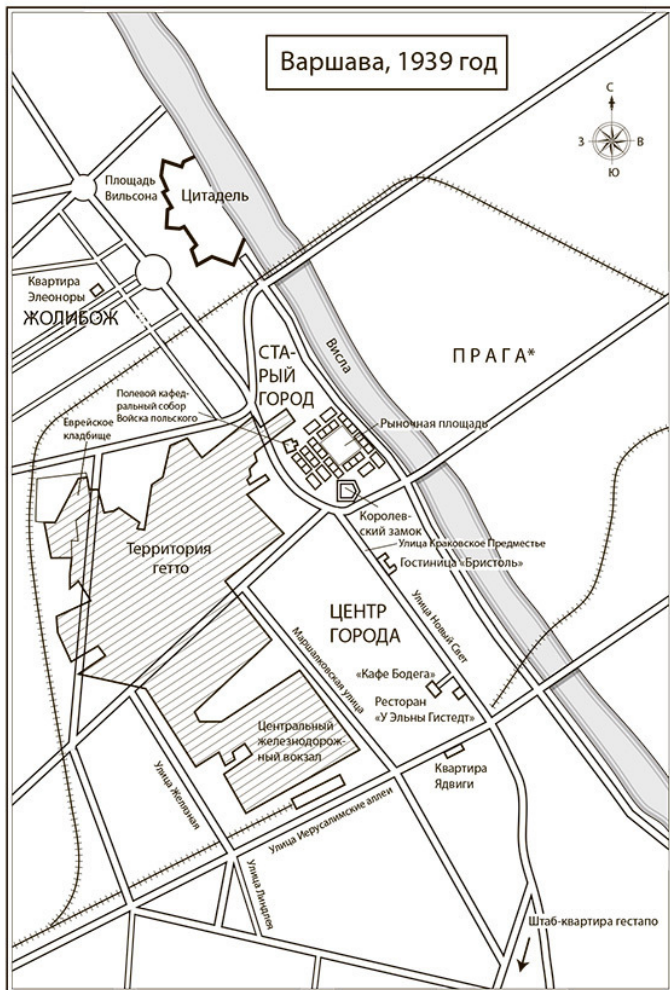 Варшава, 1939 год
С
З
В
Ю
Площадь
Вильсона
Цитадель
Квартира
Элеоноры
ЖОЛИБОЖ
СТА-
РЫЙ
ГОРОД
Висла
ПРАГА*
Полевой кафед-
ральный собор
Войска польского
Еврейское
кладбище
Рыночная площадь
Королев-
ский замок
Улица Краковское Предместье
Гостиница «Бристоль»
Территория
гетто
ЦЕНТР
ГОРОДА
Улица Новый Свет
Маршалковская улица
«Кафе Бодега»
Ресторан
«У Эльны Гистедт»
Центральный
железнодорож-
ный вокзал
Квартира
Ядвиги
Улица Желязная
Улица Иерусалимские аллеи
Улица Линдлея
Штаб-квартира гестапо